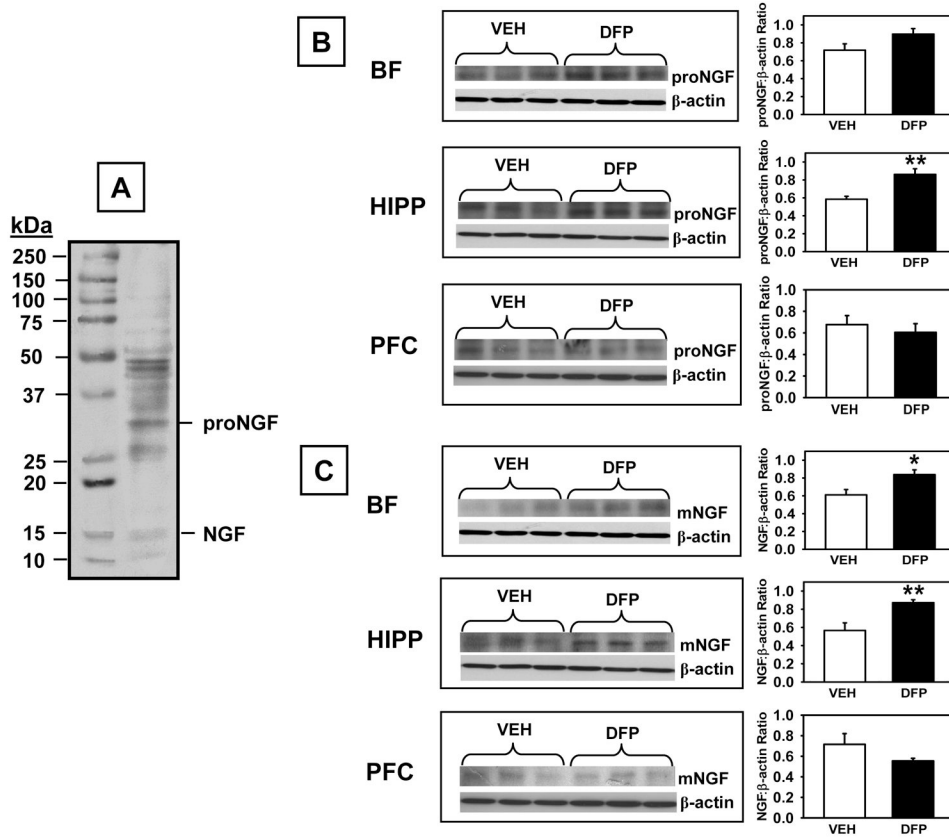 A
kDa
250
150
100
75
50
37
25
20
15
10
proNGF
NGF
B
BF
VEH
DFP
proNGF
β-actin
proNGF:β-actin Ratio
1.0
0.8
0.6
0.4
0.2
0.0
VEH
DFP
HIPP
VEH
DFP
proNGF
β-actin
proNGF:β-actin Ratio
1.0
0.8
0.6
0.4
0.2
0.0
**
VEH
DFP
PFC
VEH
DFP
proNGF
β-actin
proNGF:β-actin Ratio
1.0
0.8
0.6
0.4
0.2
0.0
VEH
DFP
C
BF
VEH
DFP
mNGF
β-actin
NGF:β-actin Ratio
1.0
0.8
0.6
0.4
0.2
0.0
*
VEH
DFP
HIPP
VEH
DFP
mNGF
β-actin
NGF:β-actin Ratio
1.0
0.8
0.6
0.4
0.2
0.0
**
VEH
DFP
PFC
VEH
DFP
mNGF
β-actin
NGF:β-actin Ratio
1.0
0.8
0.6
0.4
0.2
0.0
VEH
DFP